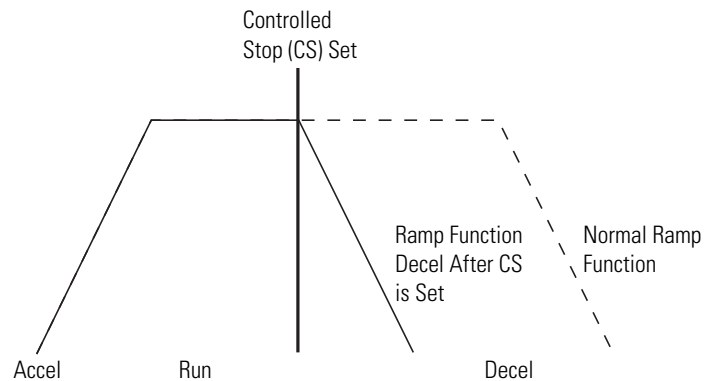 Controlled
Stop (CS) Set
Ramp Function
Decel After CS
is Set
Normal Ramp
Function
Accel
Run
Decel